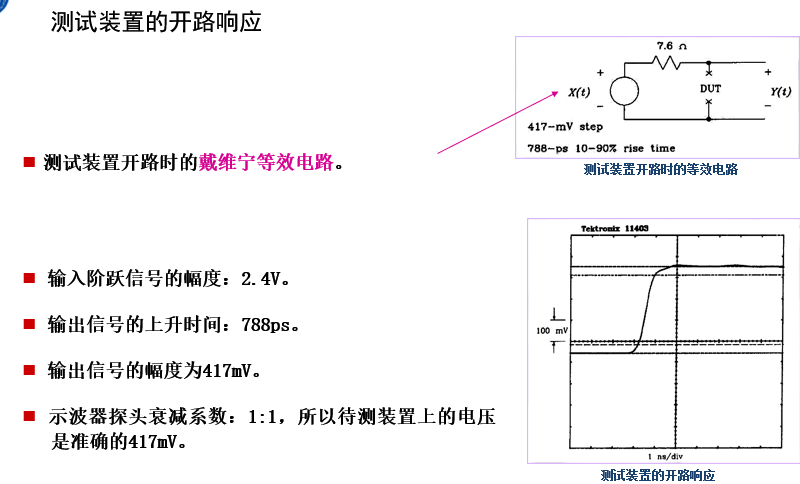 测试装置的开路响应
7.6 Ω
+ +
X(t) DUT Y(t)
− −
417-mV step
788-ps 10-90% rise time
测试装置开路时的等效电路
■ 测试装置开路时的戴维宁等效电路。
■ 输入阶跃信号的幅度：2.4V。
■ 输出信号的上升时间：788ps。
■ 输出信号的幅度为417mV。
■ 示波器探头衰减系数：1:1，所以待测装置上的电压
是准确的417mV。
Tektronix 11403
100 mV
1 ns/div
测试装置的开路响应